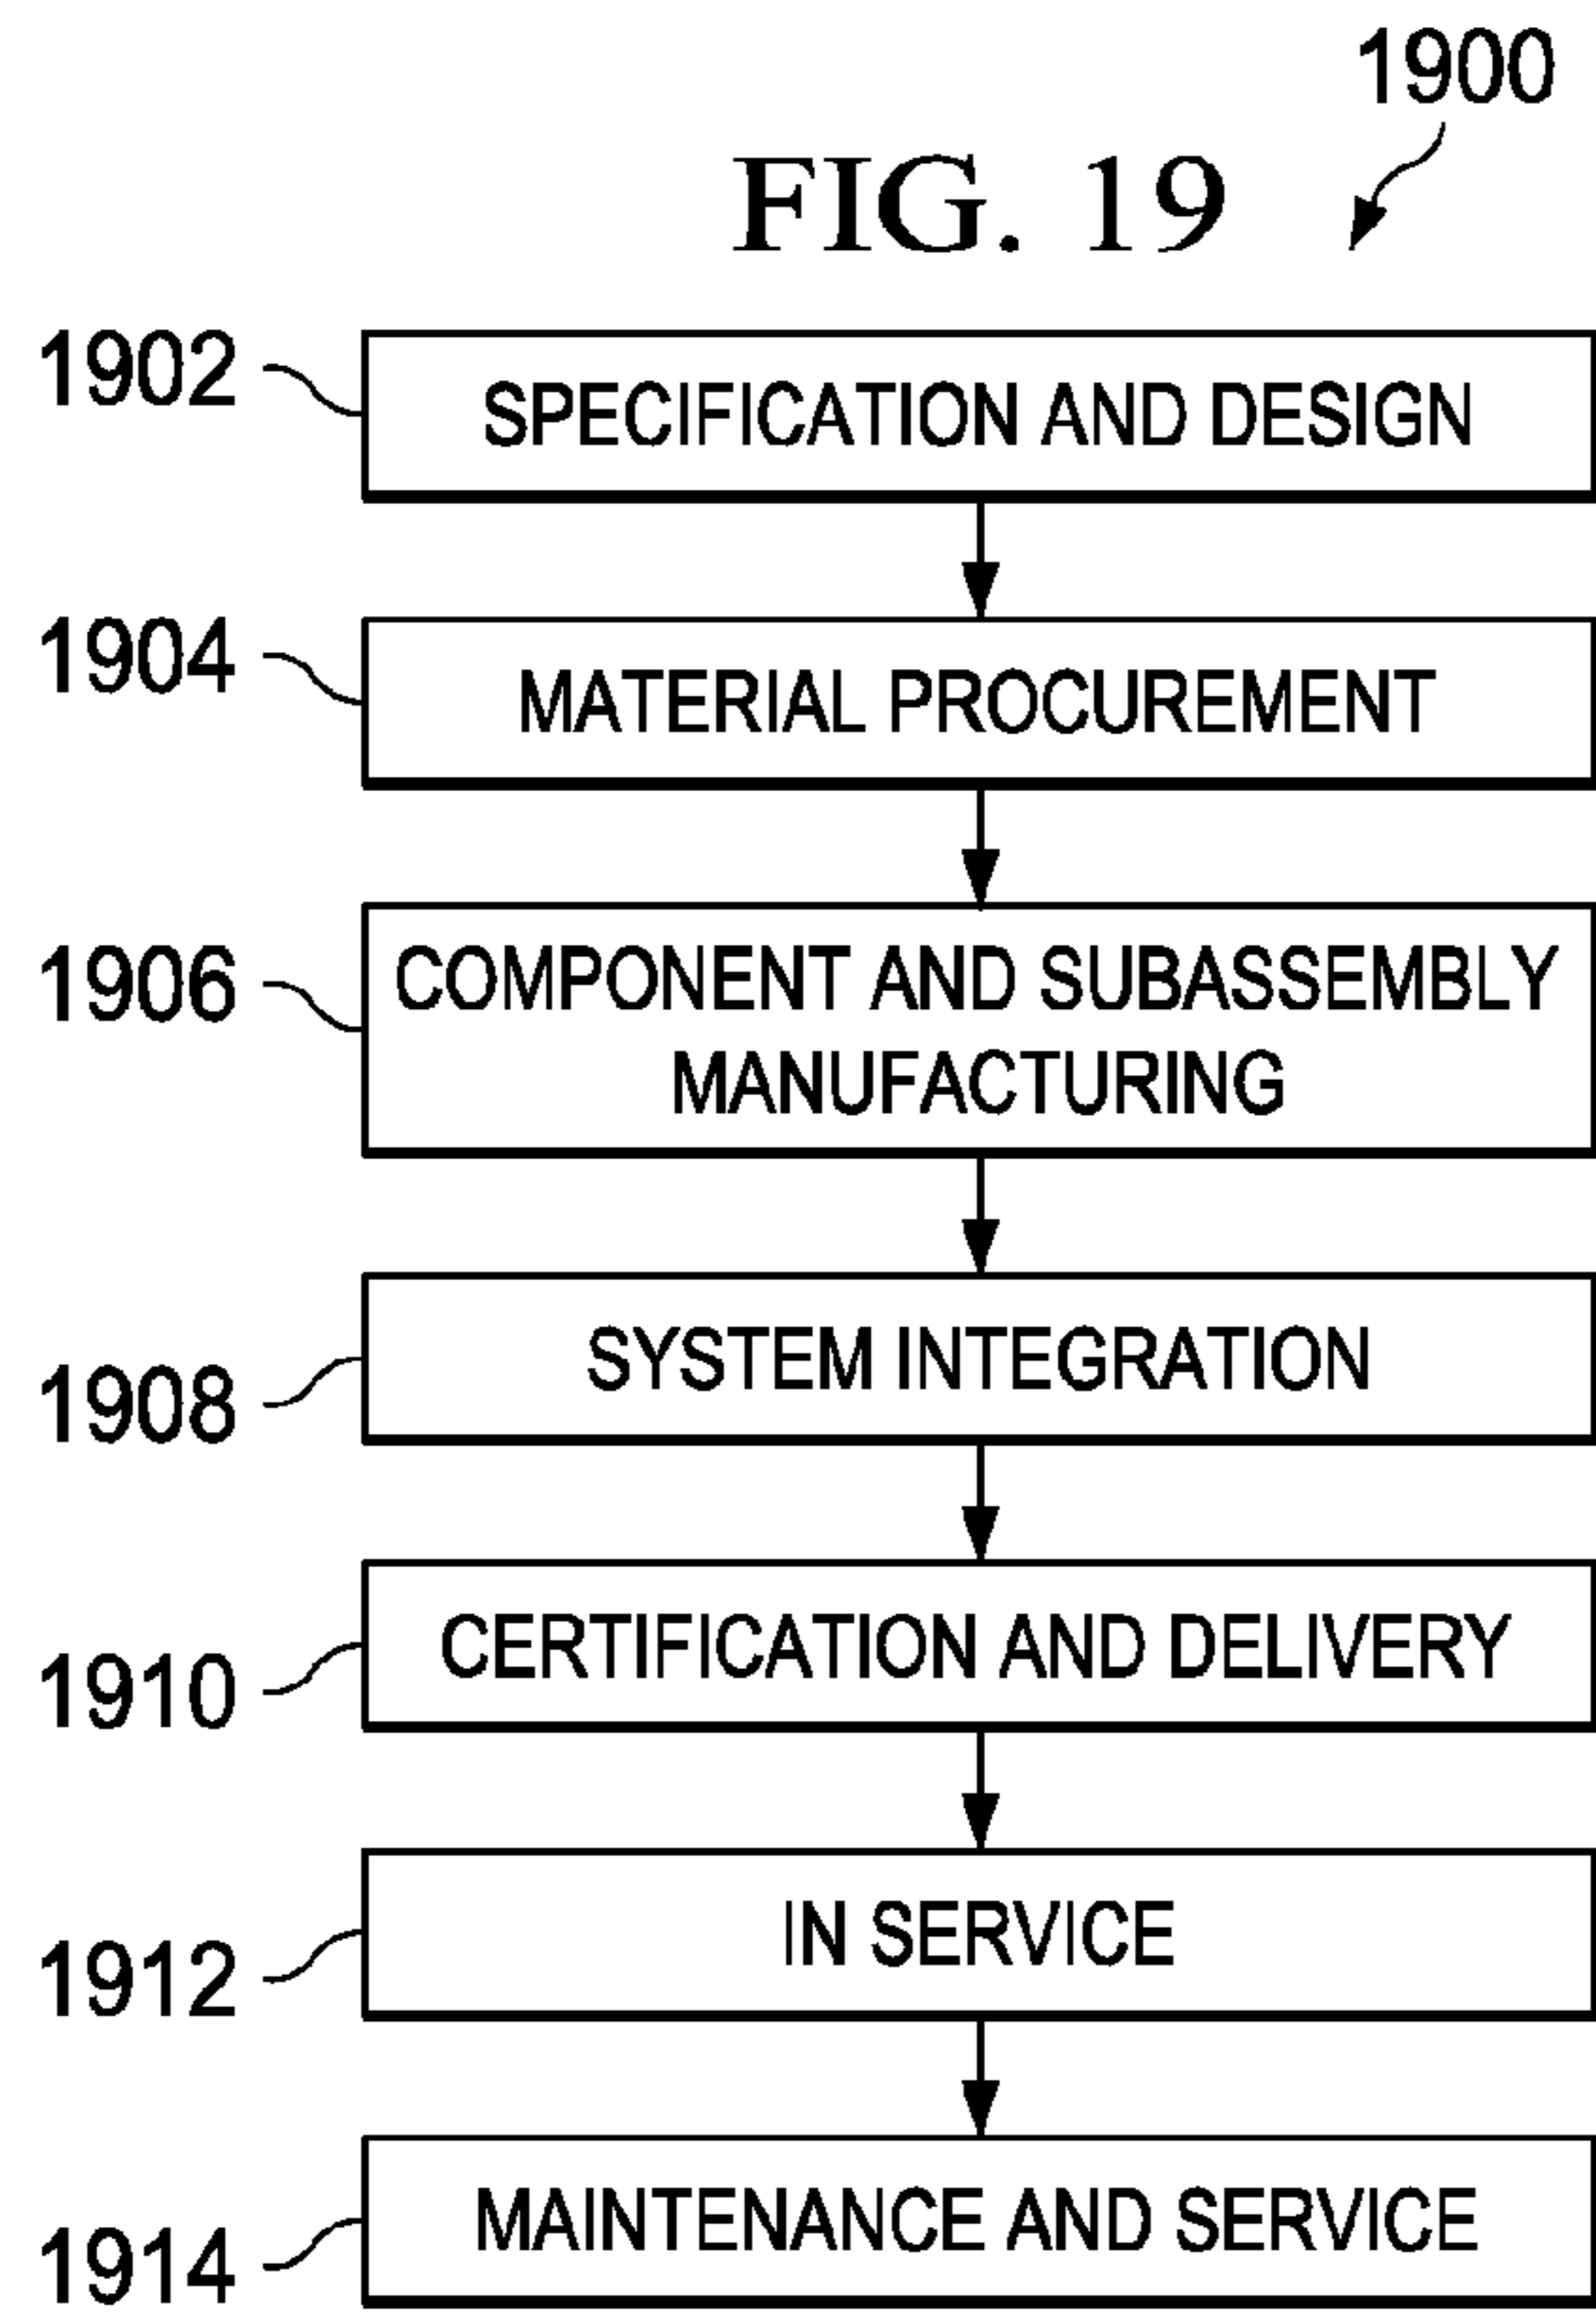 1900
FIG. 19
1902
SPECIFICATION AND DESIGN
1904
MATERIAL PROCUREMENT
1906
COMPONENT AND SUBASSEMBLY
MANUFACTURING
1908
SYSTEM INTEGRATION
1910
CERTIFICATION AND DELIVERY
1912
IN SERVICE
1914
MAINTENANCE AND SERVICE